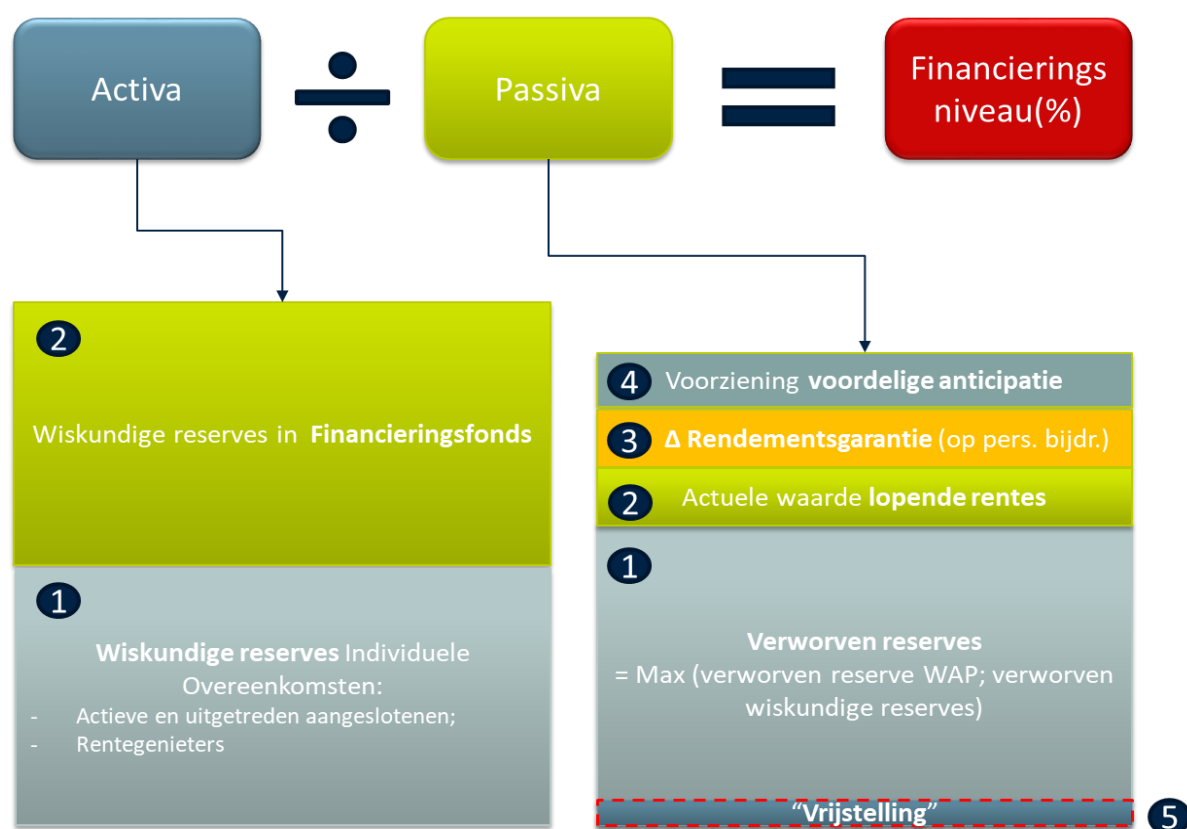 Activa
Passiva
Financierings
niveau(%)
2
Wiskundige reserves in Financieringsfonds
1
Wiskundige reserves Individuele
Overeenkomsten:
- Actieve en uitgetreden aangeslotenen;
- Rentegenieters
4 Voorziening voordelige anticipatie
3 Δ Rendementsgarantie (op pers. bijdr.)
2 Actuele waarde lopende rentes
1
Verworven reserves
= Max (verworven reserve WAP; verworven
wiskundige reserves)
“Vrijstelling” 5